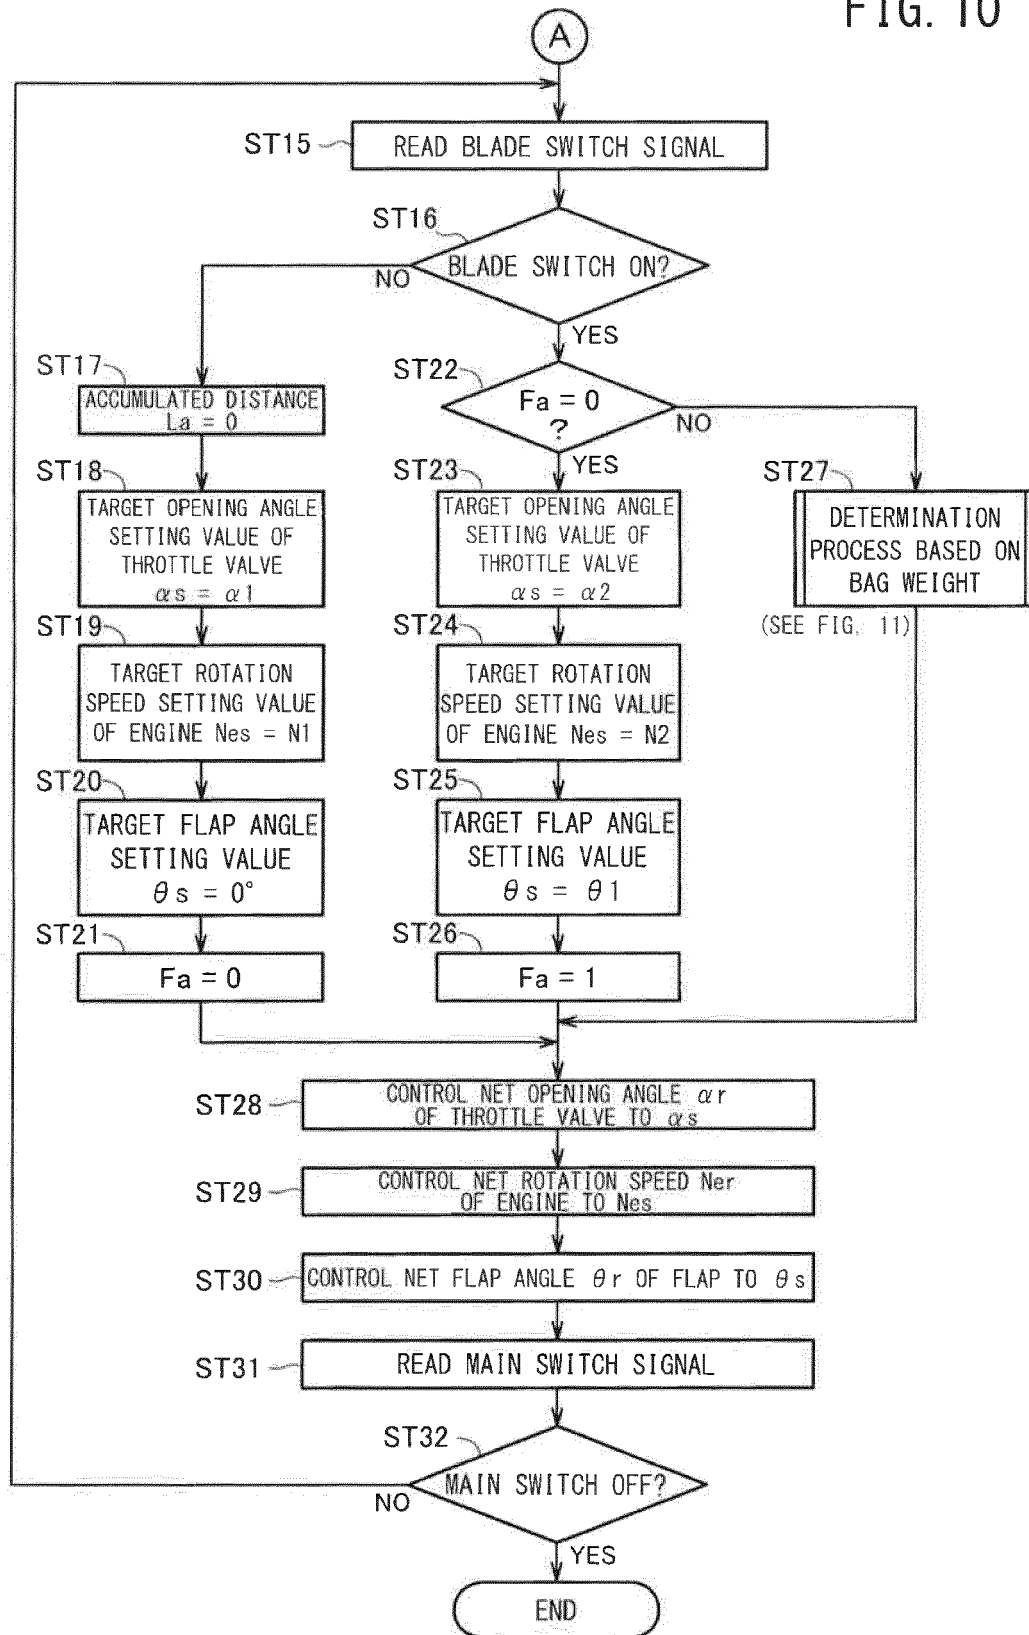 FIG. 10
A
ST15
READ BLADE SWITCH SIGNAL
ST16
BLADE SWITCH ON?
NO
YES
ST17
ACCUMULATED DISTANCE
La = 0
ST22
Fa = 0
?
NO
YES
ST18
TARGET OPENING ANGLE
SETTING VALUE OF
THROTTLE VALVE
αs = α1
ST23
TARGET OPENING ANGLE
SETTING VALUE OF
THROTTLE VALVE
αs = α2
ST27
DETERMINATION
PROCESS BASED ON
BAG WEIGHT
(SEE FIG. 11)
ST19
TARGET ROTATION
SPEED SETTING VALUE
OF ENGINE Nes = N1
ST24
TARGET ROTATION
SPEED SETTING VALUE
OF ENGINE Nes = N2
ST20
TARGET FLAP ANGLE
SETTING VALUE
θs = 0°
ST25
TARGET FLAP ANGLE
SETTING VALUE
θs = θ1
ST21
Fa = 0
ST26
Fa = 1
ST28
CONTROL NET OPENING ANGLE αr
OF THROTTLE VALVE TO αs
ST29
CONTROL NET ROTATION SPEED Ner
OF ENGINE TO Nes
ST30
CONTROL NET FLAP ANGLE θr OF FLAP TO θs
ST31
READ MAIN SWITCH SIGNAL
ST32
MAIN SWITCH OFF?
NO
YES
END